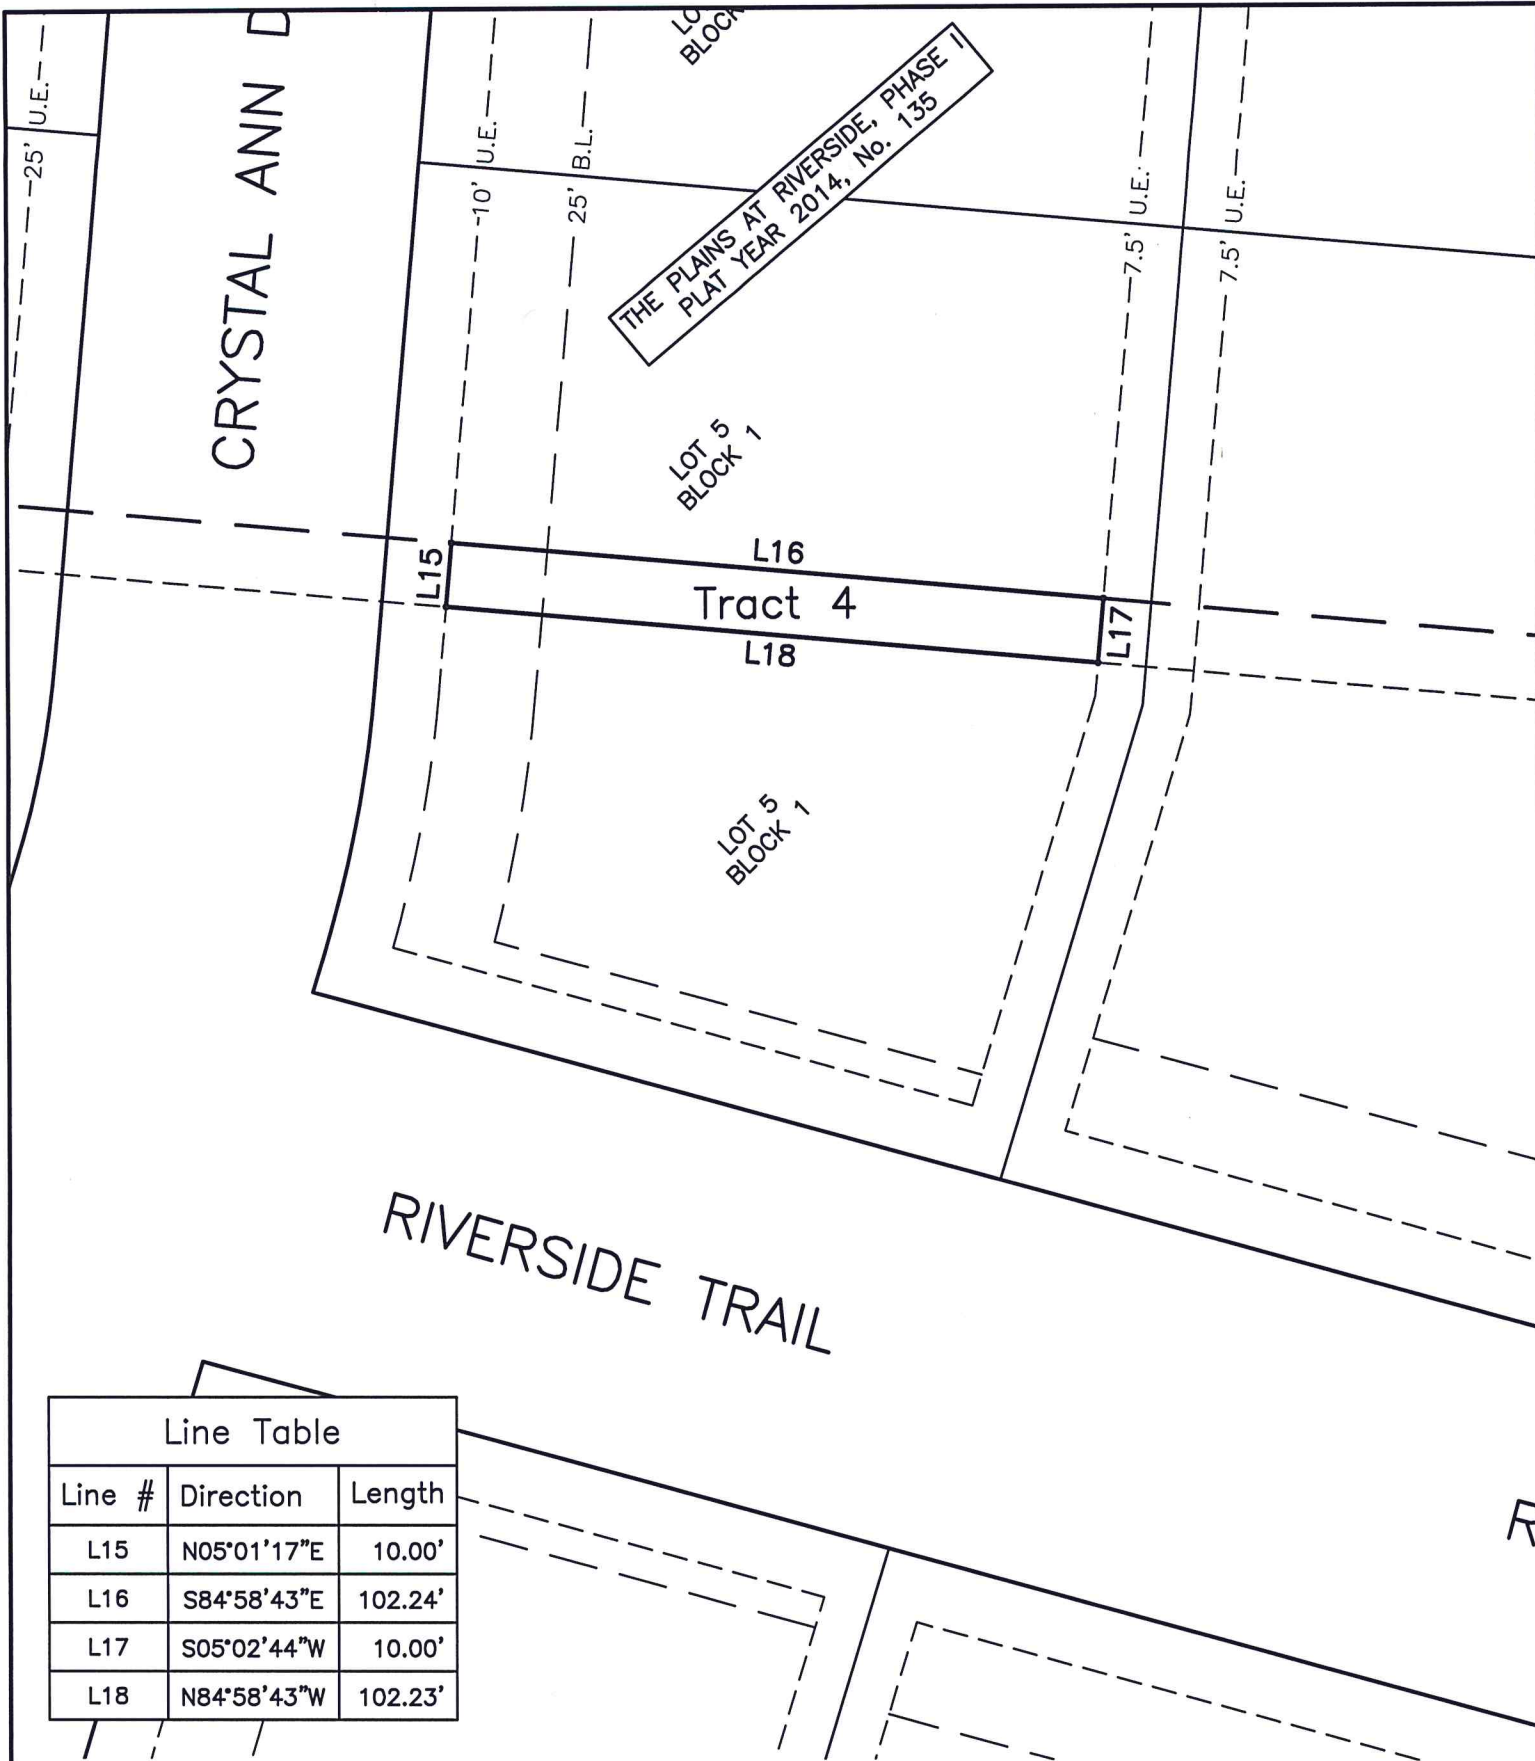 U.E.
25'
CRYSTAL ANN D
U.E.
10'
B.L.
25'
LO
BLOCK
THE PLAINS AT RIVERSIDE, PHASE I
PLAT YEAR 2014, No. 135
U.E.
7.5'
U.E.
7.5'
LOT 5
BLOCK 1
L15
L16
Tract 4
L17
L18
LOT 5
BLOCK 1
RIVERSIDE TRAIL
R
Line Table
Line # Direction Length
L15 N05°01'17"E 10.00'
L16 S84°58'43"E 102.24'
L17 S05°02'44"W 10.00'
L18 N84°58'43"W 102.23'